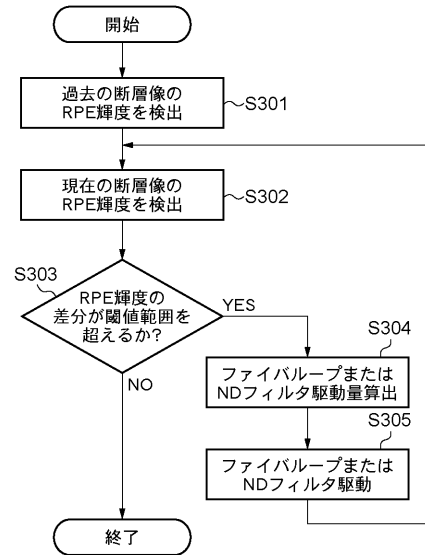 開始
過去の断層像の
RPE輝度を検出
S301
現在の断層像の
RPE輝度を検出
S302
S303
RPE輝度の
差分が閾値範囲を
超えるか?
YES
NO
S304
ファイバループまたは
NDフィルタ駆動量算出
S305
ファイバループまたは
NDフィルタ駆動
終了